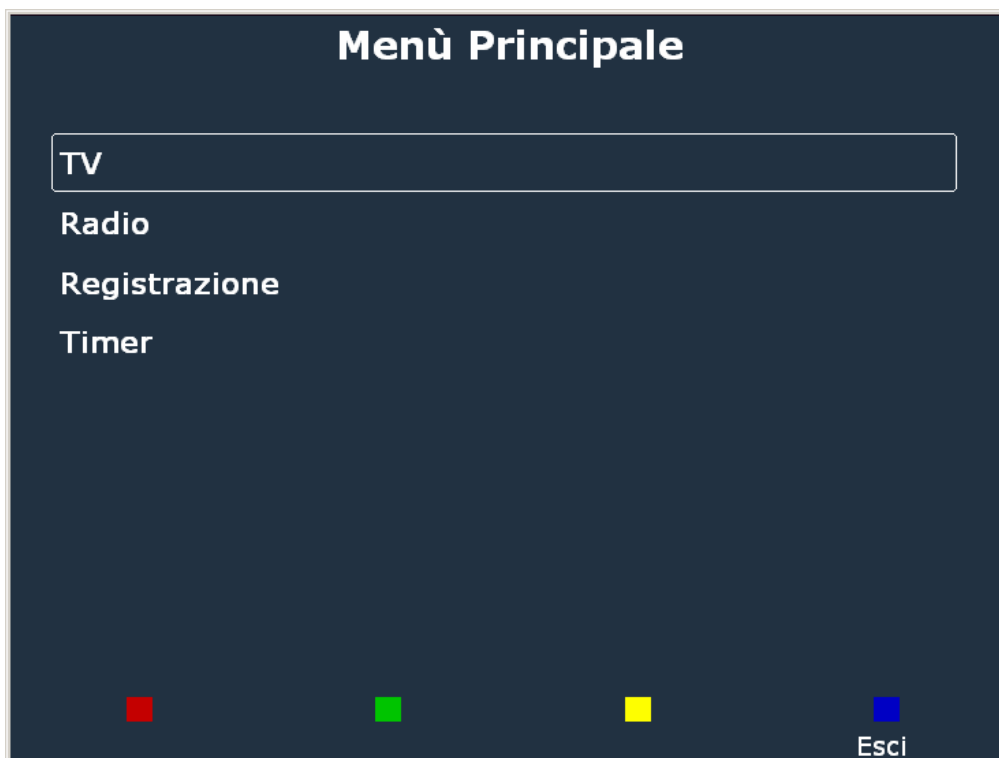 Menù Principale
TV
Radio
Registrazione
Timer
Esci